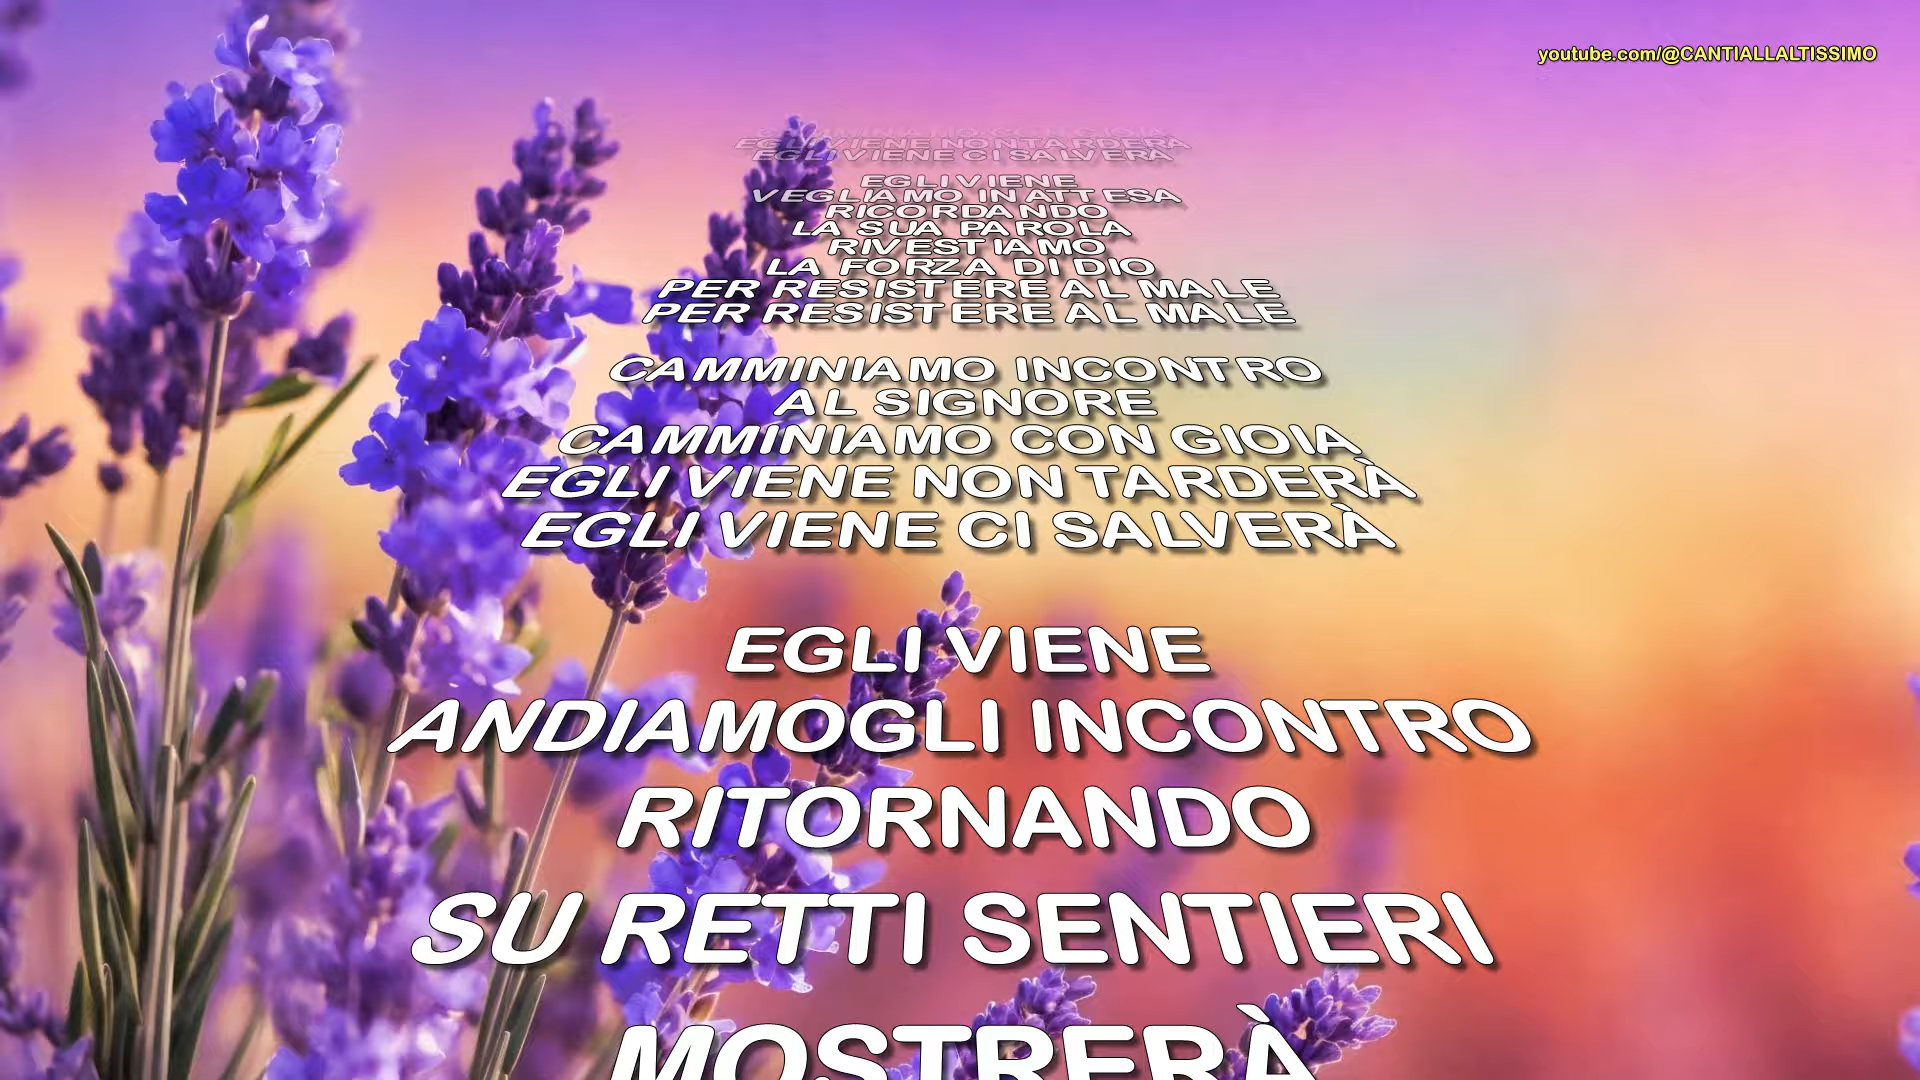 youtube.com/@CANTIALLALTISSIMO
CAMMINIAMO CON GIOIA
EGLI VIENE NON TARDERÀ
EGLI VIENE CI SALVERÀ
EGLI VIENE
VEGLIAMO IN ATTESA
RICORDANDO
LA SUA PAROLA
RIVESTIAMO
LA FORZA DI DIO
PER RESISTERE AL MALE
PER RESISTERE AL MALE
CAMMINIAMO INCONTRO
AL SIGNORE
CAMMINIAMO CON GIOIA
EGLI VIENE NON TARDERÀ
EGLI VIENE CI SALVERÀ
EGLI VIENE
ANDIAMOGLI INCONTRO
RITORNANDO
SU RETTI SENTIERI
MOSTRERÀ